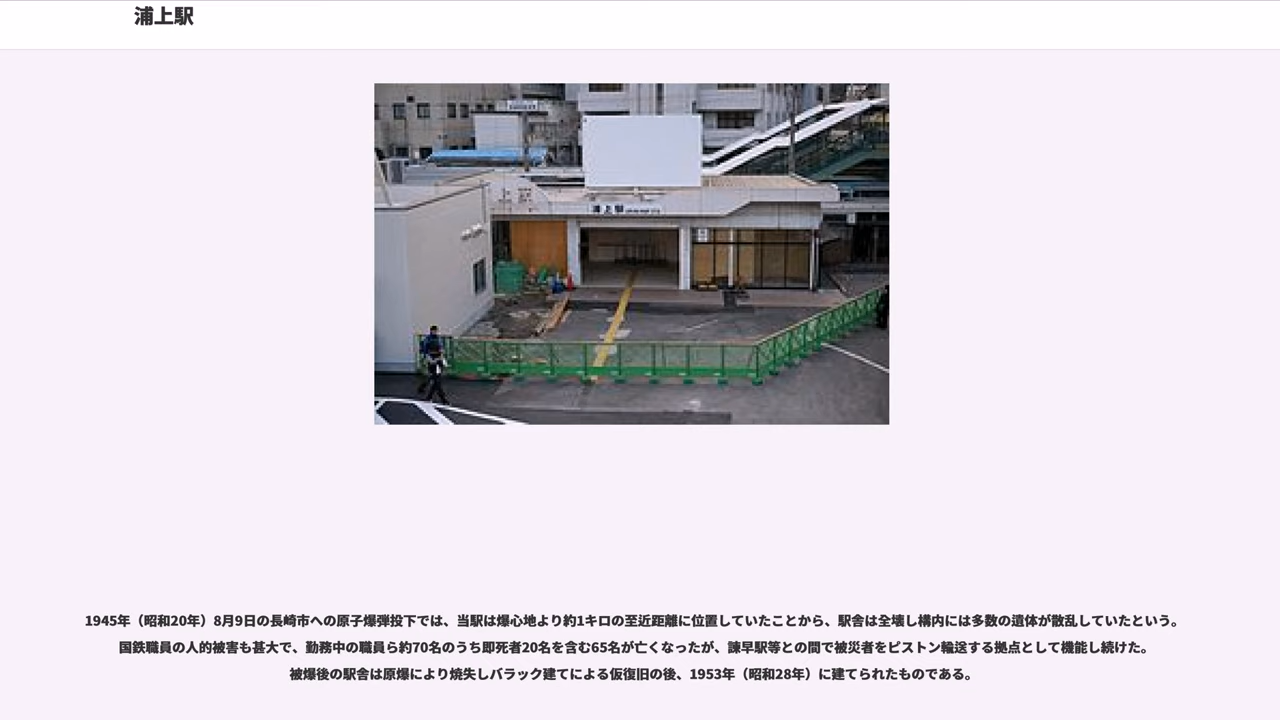 浦上駅
浦上駅
1945年（昭和20年）8月9日の長崎市への原子爆弾投下では、当駅は爆心地より約1キロの至近距離に位置していたことから、駅舎は全壊し構内には多数の遺体が散乱していたという。
国鉄職員の人的被害も甚大で、勤務中の職員ら約70名のうち即死者20名を含む65名が亡くなったが、諫早駅等との間で被災者をピストン輸送する拠点として機能し続けた。
被爆後の駅舎は原爆により焼失しバラック建てによる仮復旧の後、1953年（昭和28年）に建てられたものである。